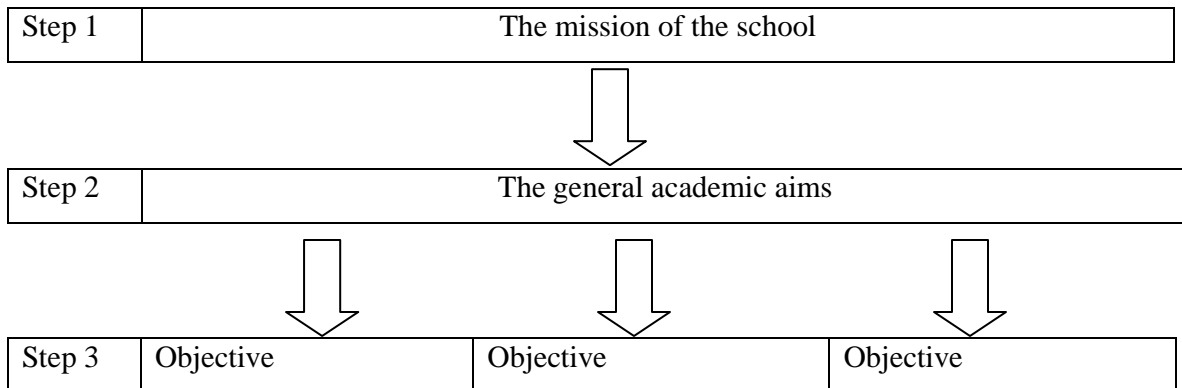 Step 1 The mission of the school
Step 2 The general academic aims
Step 3 Objective Objective Objective